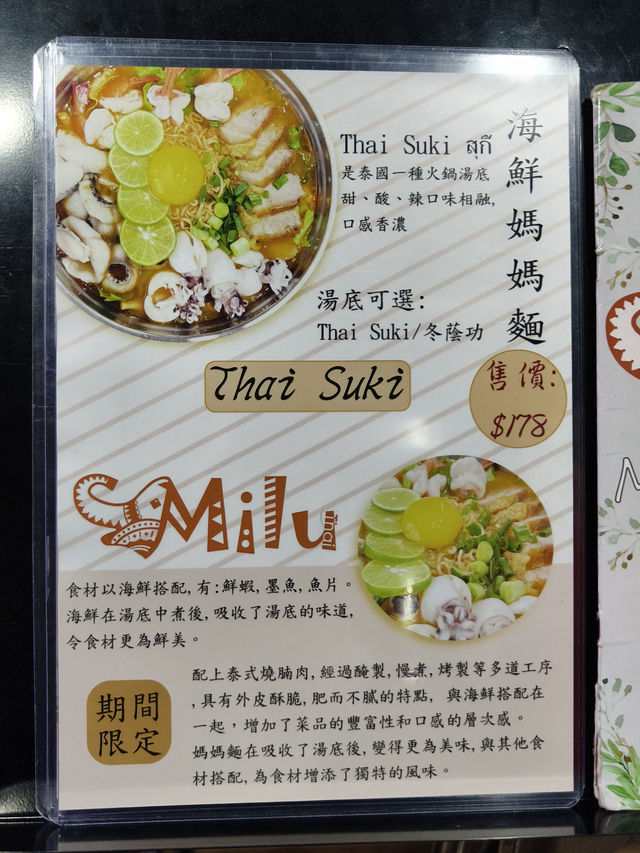 海鮮媽媽麵
Thai Suki สุกี
是泰國一種火鍋湯底
甜、酸、辣口味相融,
口感香濃
湯底可選:
Thai Suki/冬蔭功
Thai Suki
售價:
$178
Milu
Thai
食材以海鮮搭配,有:鮮蝦,墨魚,魚片。
海鮮在湯底中煮後,吸收了湯底的味道,
令食材更為鮮美。
配上泰式燒腩肉,經過醃製,慢煮,烤製等多道工序
,具有外皮酥脆,肥而不膩的特點, 與海鮮搭配在
一起，增加了菜品的豐富性和口感的層次感。
媽媽麵在吸收了湯底後,變得更為美味,與其他食
材搭配,為食材增添了獨特的風味。
期間
限定